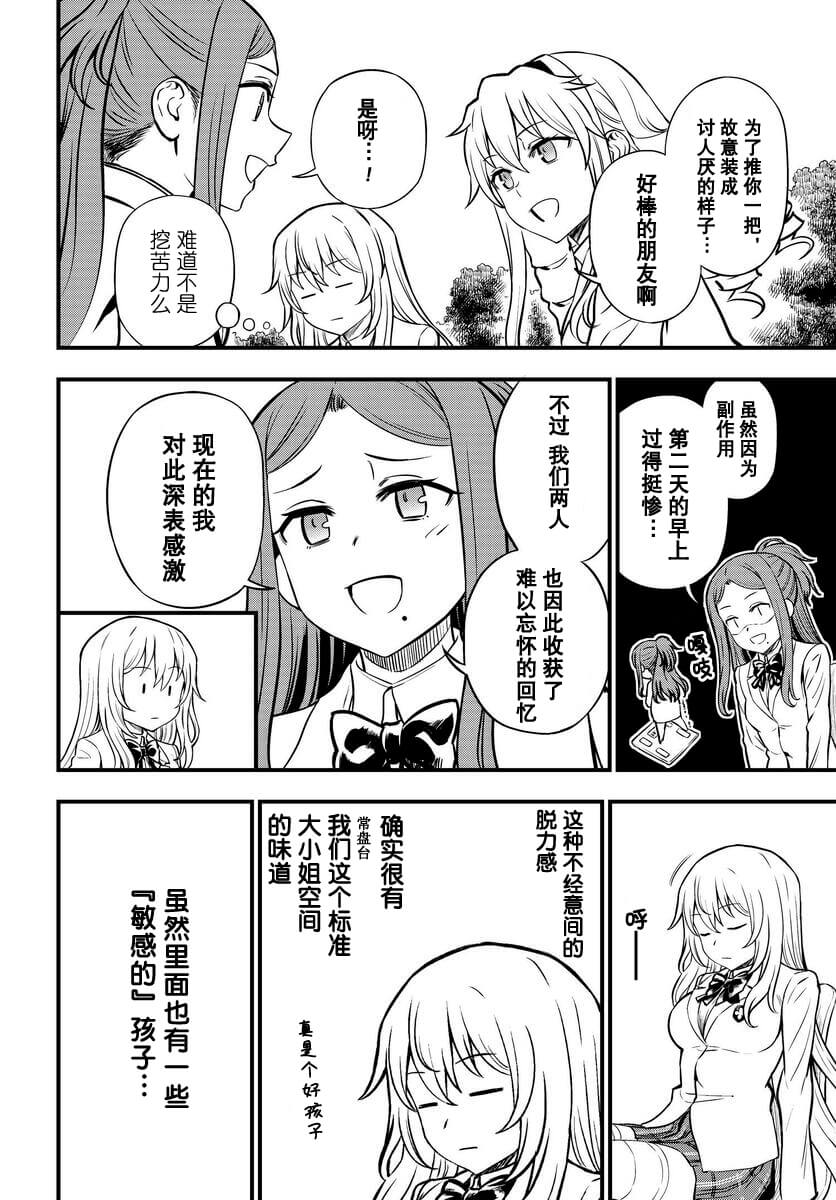 为了推你一把，
故意装成
讨人厌的样子…
好棒的朋友啊
是呀…！
难道不是
挖苦力么
虽然因为
副作用
第二天的早上
过得挺惨…
嘎吱
不过 我们两人
也因此收获了
难以忘怀的回忆
现在的我
对此深表感激
呼——
这种不经意间的
脱力感
确实很有
常盘台
我们这个标准
大小姐空间
的味道
真是个好孩子
虽然里面也有一些
『敏感的』孩子…